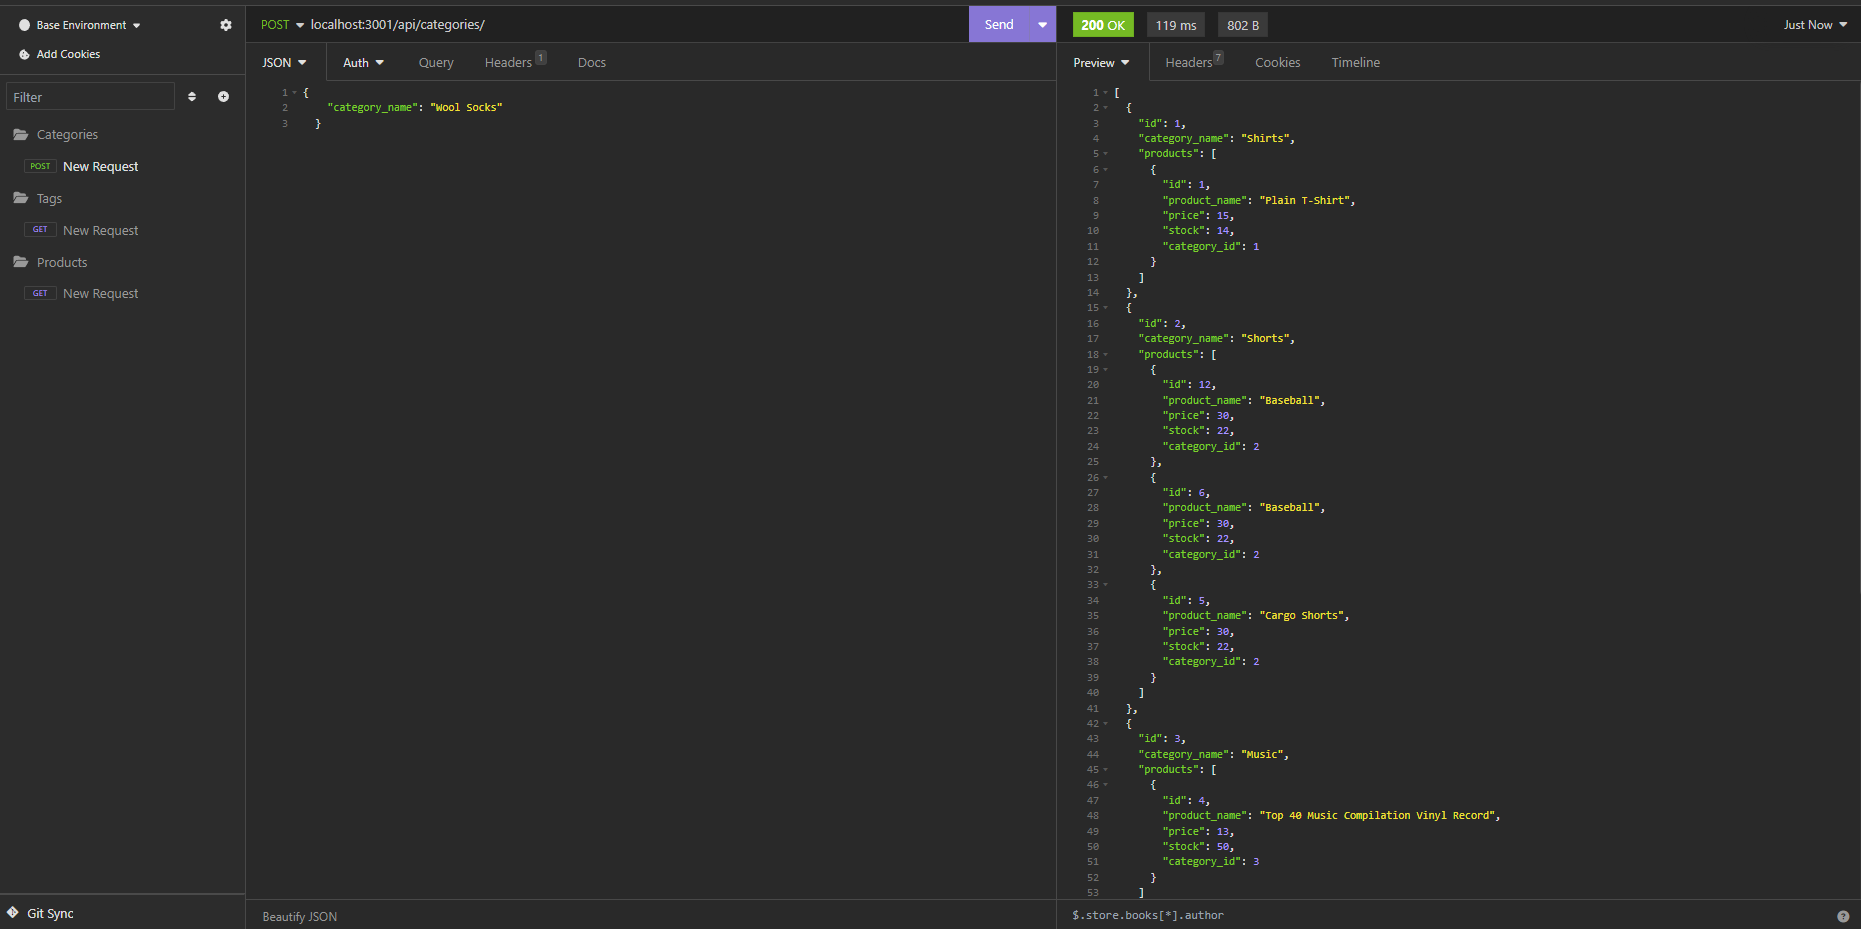 Base Environment
Add Cookies
Filter
Categories
POST New Request
Tags
GET New Request
Products
GET New Request
Git Sync
POST localhost:3001/api/categories/ Send
JSON Auth Query Headers 1 Docs
1 {
2 "category_name": "Wool Socks"
3 }
Beautify JSON
200 OK 119 ms 802 B Just Now
Preview Headers 7 Cookies Timeline
1 [
2 {
3 "id": 1,
4 "category_name": "Shirts",
5 "products": [
6 {
7 "id": 1,
8 "product_name": "Plain T-Shirt",
9 "price": 15,
10 "stock": 14,
11 "category_id": 1
12 }
13 ]
14 },
15 {
16 "id": 2,
17 "category_name": "Shorts",
18 "products": [
19 {
20 "id": 12,
21 "product_name": "Baseball",
22 "price": 30,
23 "stock": 22,
24 "category_id": 2
25 },
26 {
27 "id": 6,
28 "product_name": "Baseball",
29 "price": 30,
30 "stock": 22,
31 "category_id": 2
32 },
33 {
34 "id": 5,
35 "product_name": "Cargo Shorts",
36 "price": 30,
37 "stock": 22,
38 "category_id": 2
39 }
40 ]
41 },
42 {
43 "id": 3,
44 "category_name": "Music",
45 "products": [
46 {
47 "id": 4,
48 "product_name": "Top 40 Music Compilation Vinyl Record",
49 "price": 13,
50 "stock": 50,
51 "category_id": 3
52 }
53 ]
$.store.books[*].author